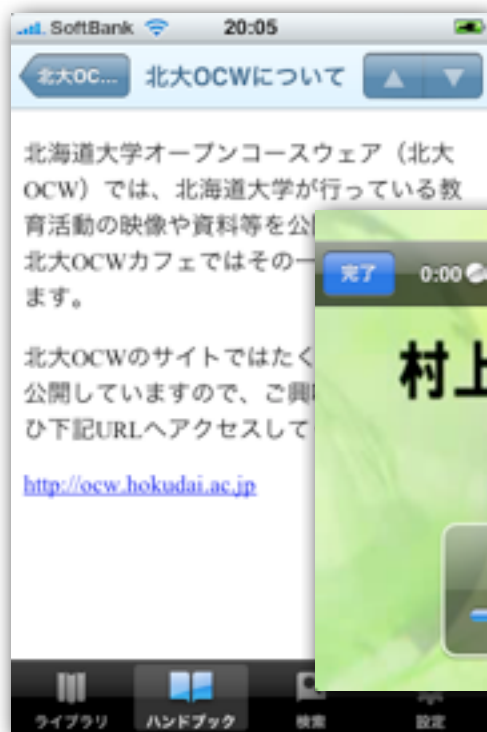 SoftBank 20:05
北大OC... 北大OCWについて
北海道大学オープンコースウェア（北大
OCW）では、北海道大学が行っている教
育活動の映像や資料等を公
北大OCWカフェではその一
ます。
完了 0:00
村上
北大OCWのサイトではたく
公開していますので、ご興
ひ下記URLへアクセスして
http://ocw.hokudai.ac.jp
ライブラリ ハンドブック 検索 設定